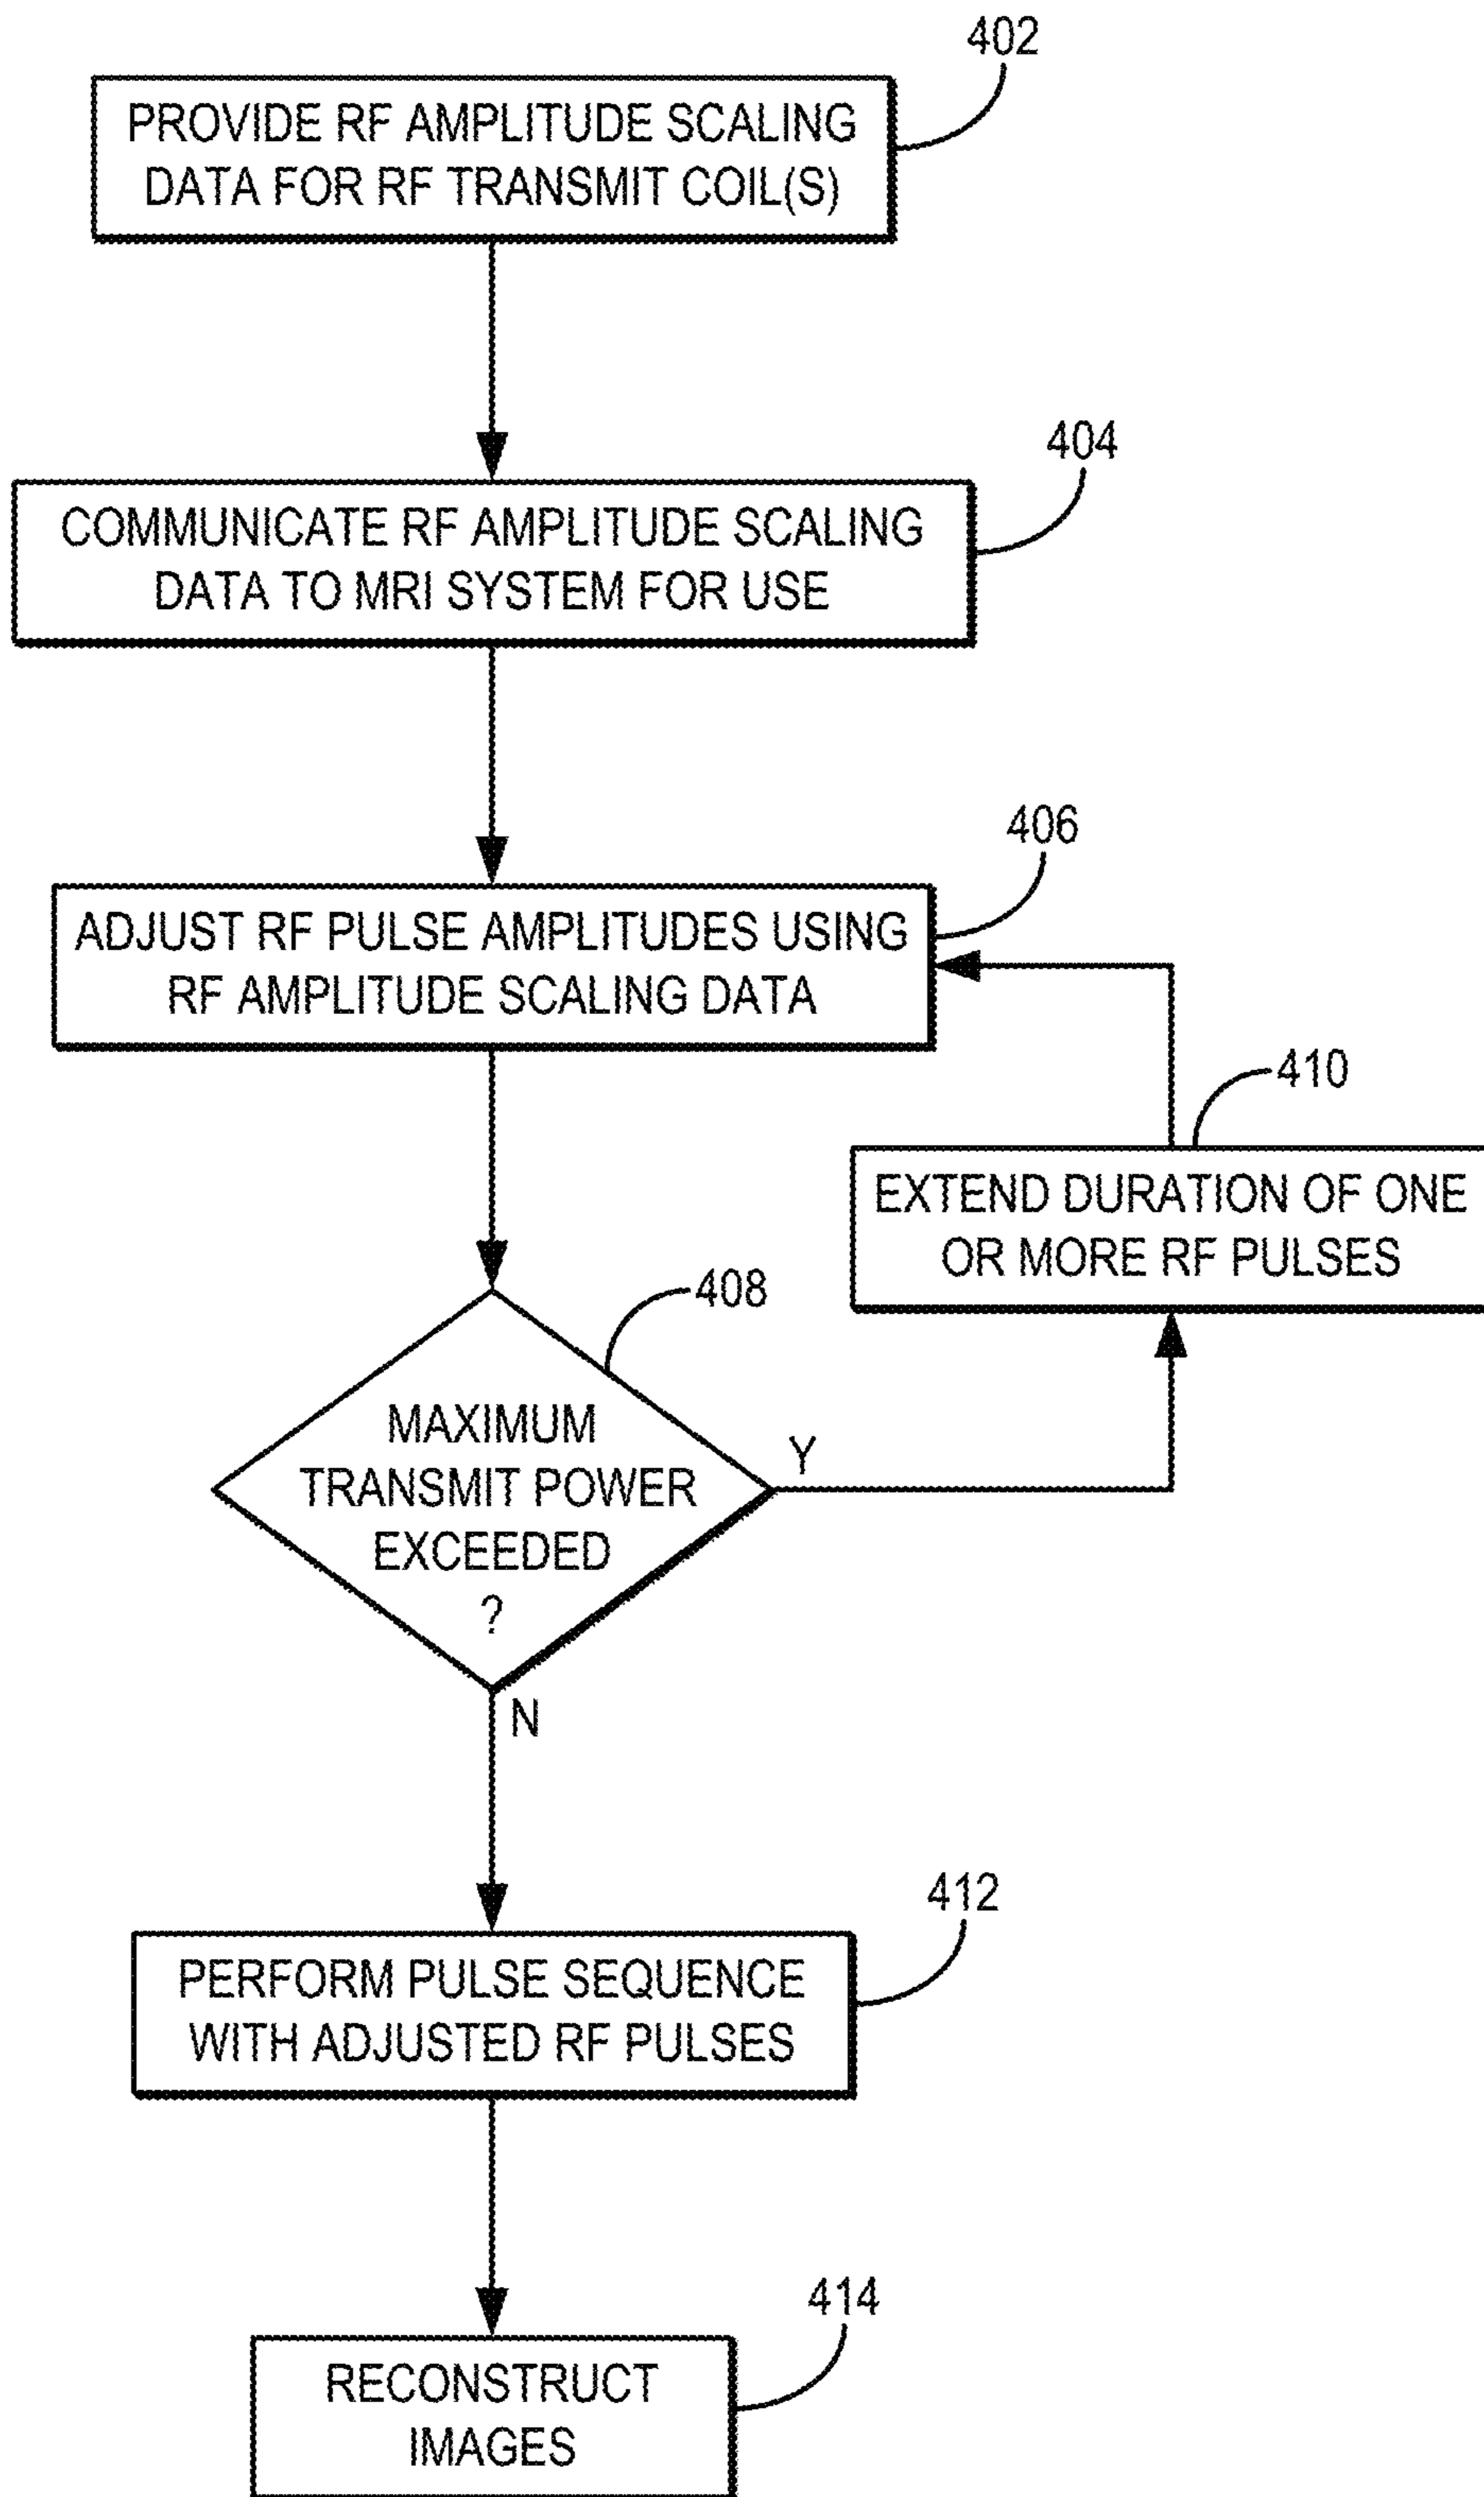 402
PROVIDE RF AMPLITUDE SCALING
DATA FOR RF TRANSMIT COIL(S)
404
COMMUNICATE RF AMPLITUDE SCALING
DATA TO MRI SYSTEM FOR USE
406
ADJUST RF PULSE AMPLITUDES USING
RF AMPLITUDE SCALING DATA
410
EXTEND DURATION OF ONE
OR MORE RF PULSES
408
MAXIMUM
TRANSMIT POWER
EXCEEDED
?
Y
N
412
PERFORM PULSE SEQUENCE
WITH ADJUSTED RF PULSES
414
RECONSTRUCT
IMAGES